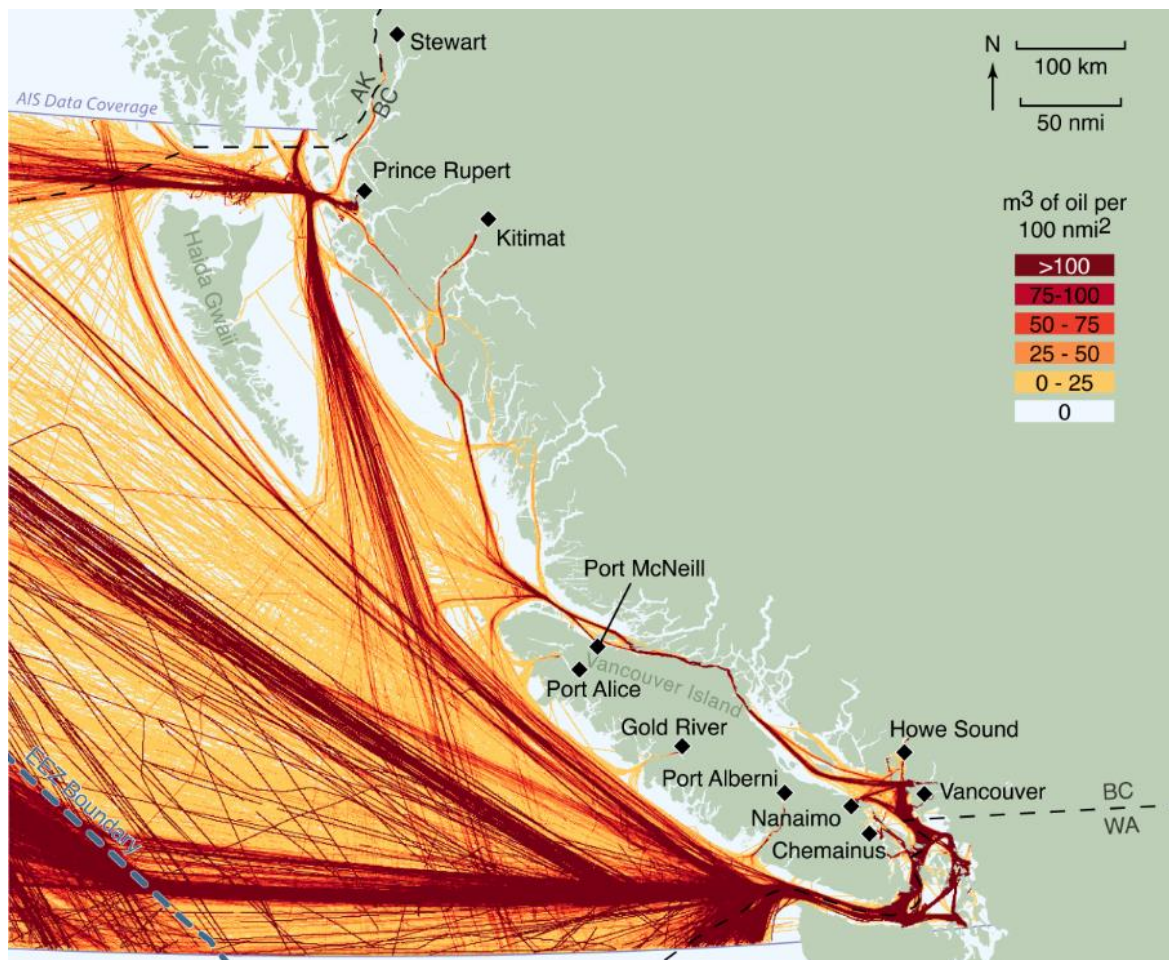 Stewart
N
100 km
50 nmi
AK
BC
AIS Data Coverage
Prince Rupert
Kitimat
m3 of oil per
100 nmi2
>100
75-100
50 - 75
25 - 50
0 - 25
0
Haida Gwaii
Port McNeill
Vancouver Island
Port Alice
Gold River
Howe Sound
Port Alberni
Vancouver
Nanaimo
Chemainus
BC
WA
EEZ Boundary